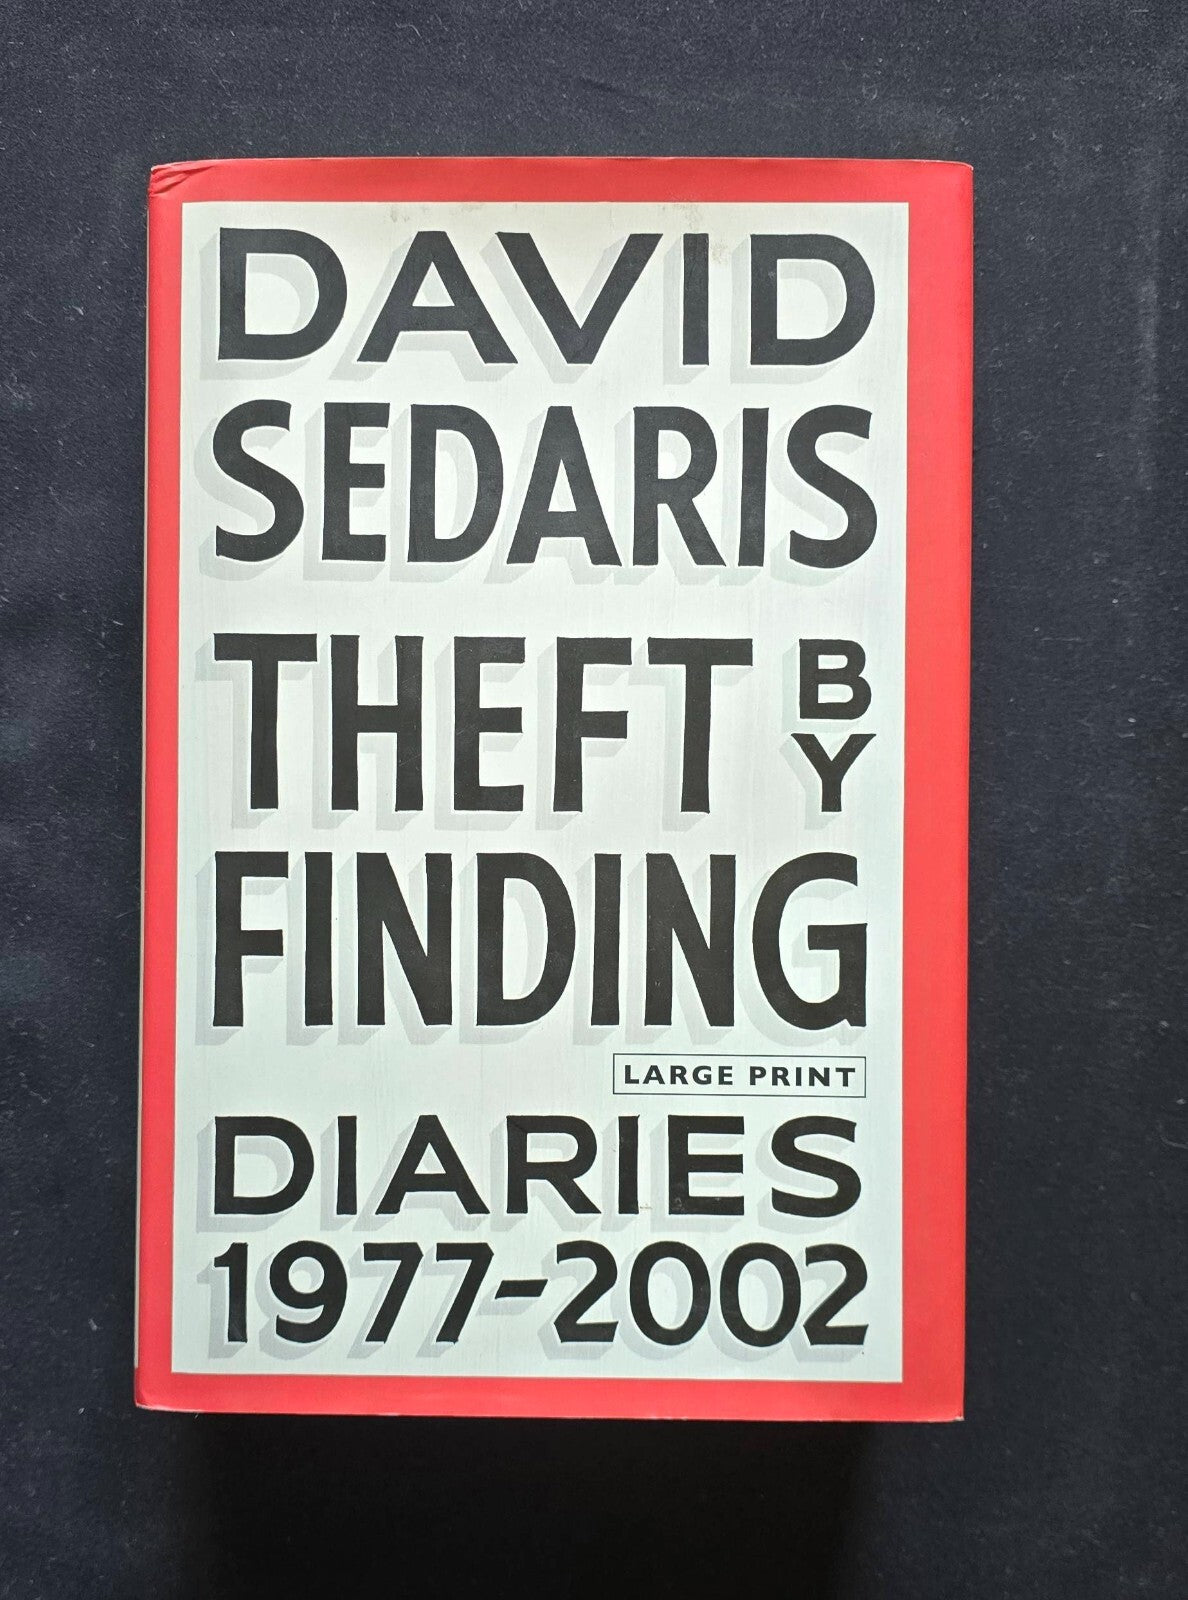 DAVID
SEDARIS
THEFT BY
FINDING
LARGE PRINT
DIARIES
1977-2002